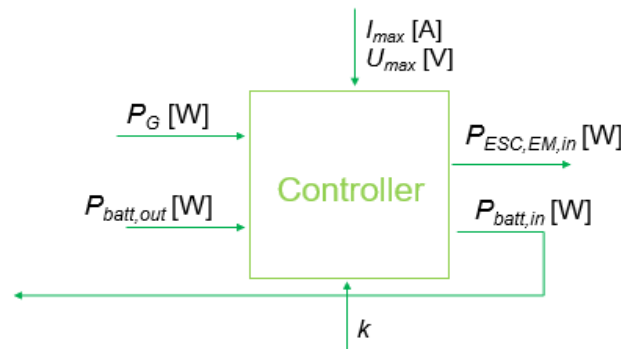 I_max [A]
U_max [V]
P_G [W]
P_ESC,EM,in [W]
Controller
P_batt,out [W]
P_batt,in [W]
k